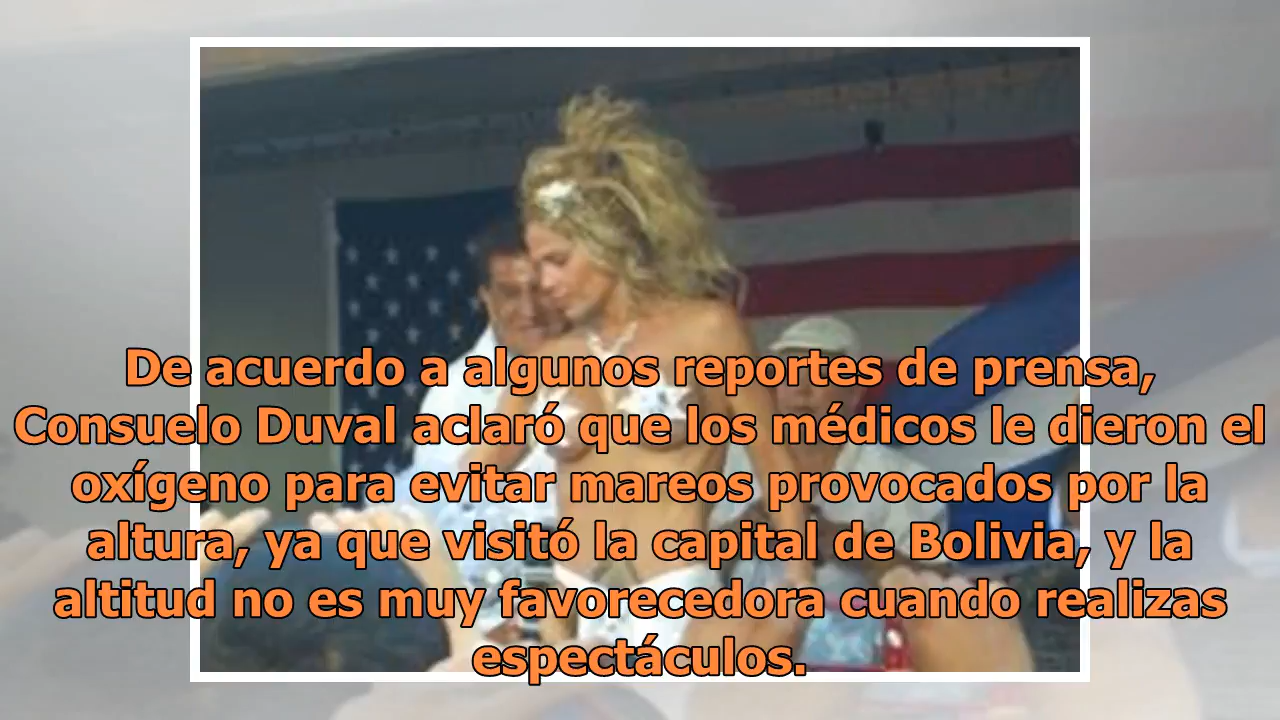 De acuerdo a algunos reportes de prensa,
Consuelo Duval aclaró que los médicos le dieron el
oxígeno para evitar mareos provocados por la
altura, ya que visitó la capital de Bolivia, y la
altitud no es muy favorecedora cuando realizas
espectáculos.